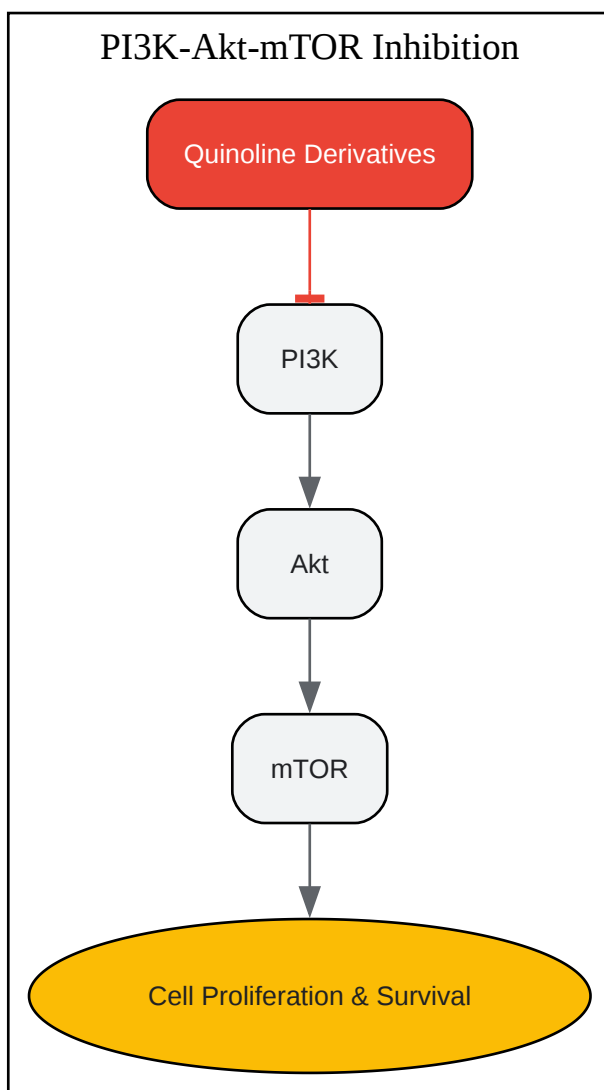 PI3K-Akt-mTOR Inhibition
Quinoline Derivatives
PI3K
Akt
mTOR
Cell Proliferation & Survival